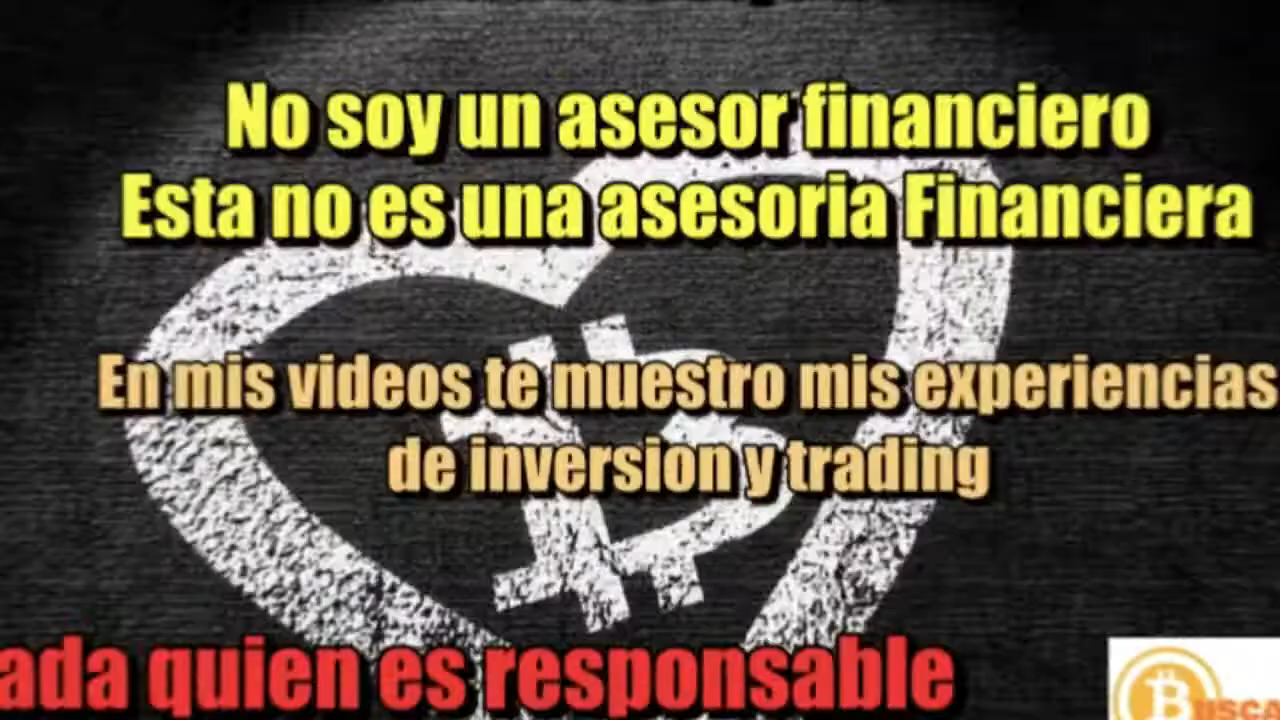 No soy un asesor financiero
Esta no es una asesoria Financiera
En mis videos te muestro mis experiencias
de inversion y trading
ada quien es responsable